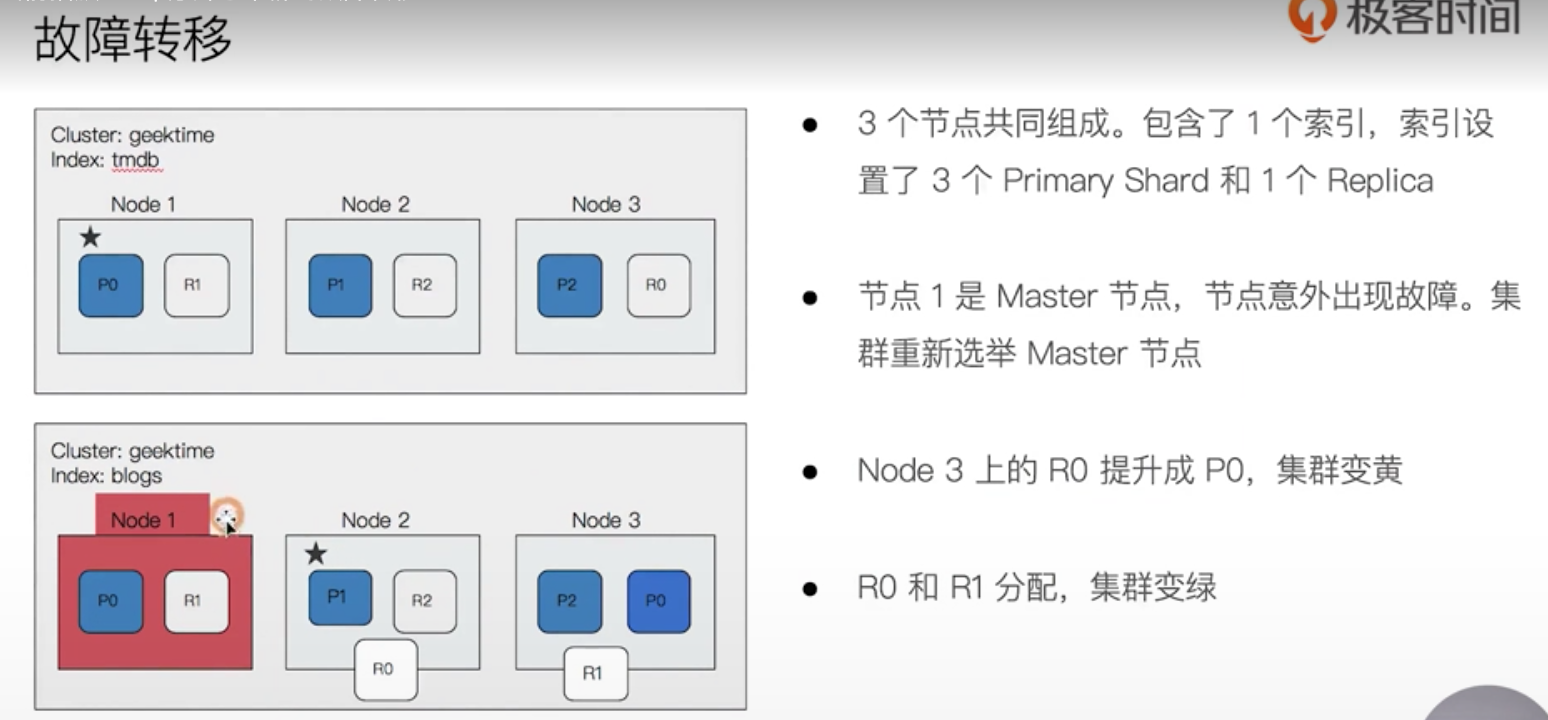 故障转移
极客时间
Cluster: geektime
Index: tmdb
Node 1
Node 2
Node 3
P0
R1
P1
R2
P2
R0
3 个节点共同组成。包含了 1 个索引，索引设
置了 3 个 Primary Shard 和 1 个 Replica
节点 1 是 Master 节点，节点意外出现故障。集
群重新选举 Master 节点
Node 3 上的 R0 提升成 P0，集群变黄
R0 和 R1 分配，集群变绿
Cluster: geektime
Index: blogs
Node 1
Node 2
Node 3
P0
R1
P1
R2
P2
P0
R0
R1